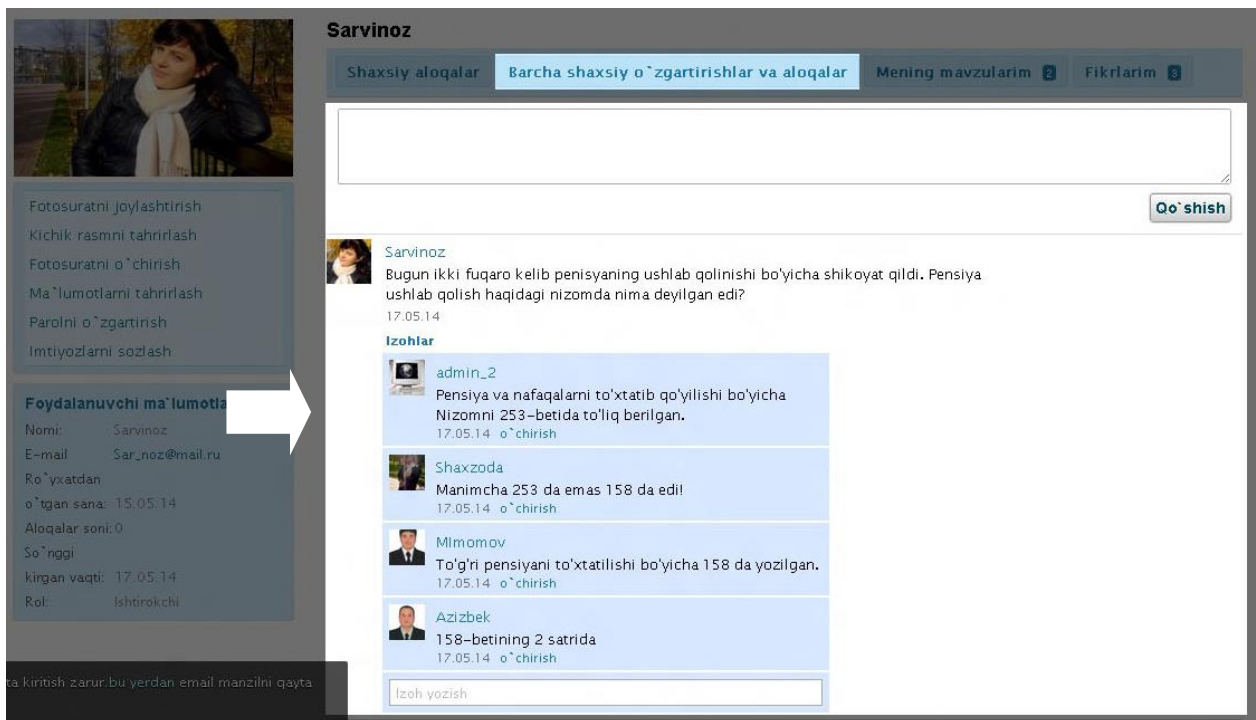 Sarvinoz
Shaxsiy aloqalar
Barcha shaxsiy o`zgartirishlar va aloqalar
Mening mavzularim 2
Fikrlarim 3
Fotosuratni joylashtirish
Kichik rasmni tahrirlash
Fotosuratni o`chirish
Ma`lumotlarni tahrirlash
Parolni o`zgartirish
Imtiyozlarni sozlash
Foydalanuvchi ma`lumotla
Nomi: Sarvinoz
E-mail Sar_noz@mail.ru
Ro`yxatdan
o`tgan sana: 15.05.14
Aloqalar soni: 0
So`nggi
kirgan vaqti: 17.05.14
Rol: Ishtirokchi
ta kiritish zarur.bu yerdan email manzilni qayta
Qo`shish
Sarvinoz
Bugun ikki fuqaro kelib penisyaning ushlab qolinishi bo'yicha shikoyat qildi. Pensiya
ushlab qolish haqidagi nizomda nima deyilgan edi?
17.05.14
Izohlar
admin_2
Pensiya va nafaqalarni to'xtatib qo'yilishi bo'yicha
Nizomni 253-betida to'liq berilgan.
17.05.14 o`chirish
Shaxzoda
Manimcha 253 da emas 158 da edi!
17.05.14 o`chirish
MImomov
To'g'ri pensiyani to'xtatilishi bo'yicha 158 da yozilgan.
17.05.14 o`chirish
Azizbek
158-betining 2 satrida
17.05.14 o`chirish
Izoh yozish